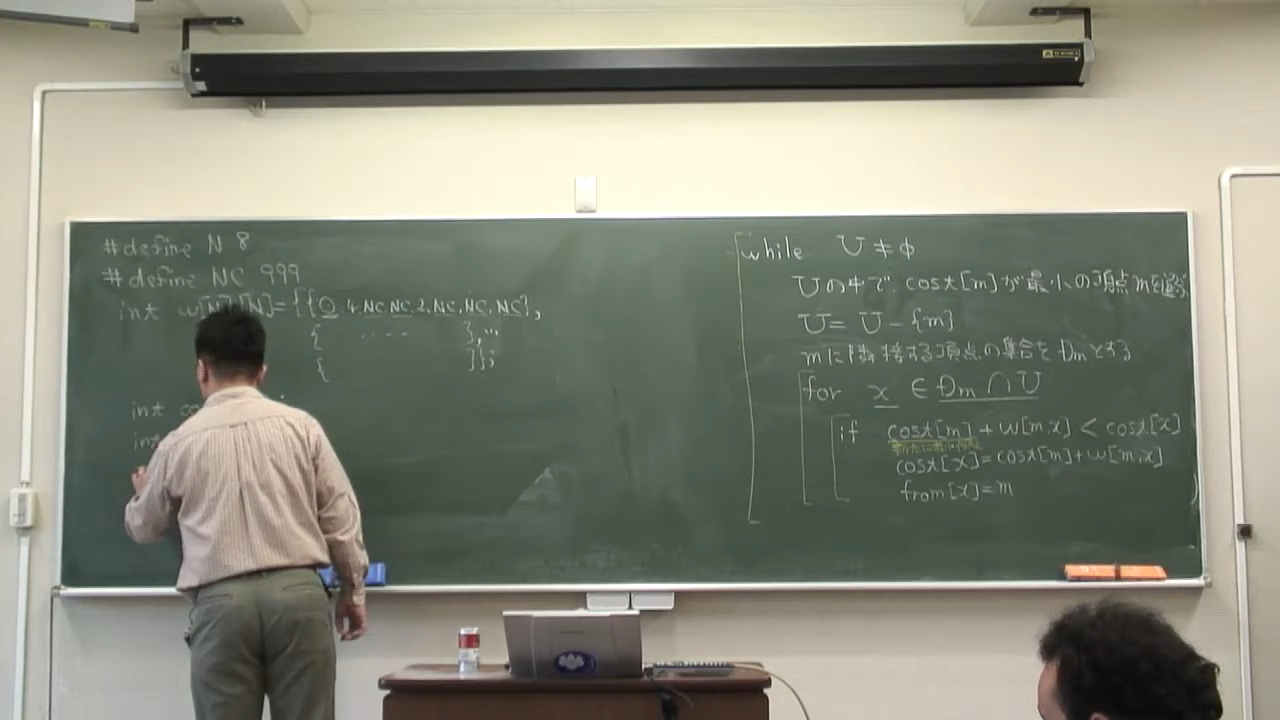 #define N 8
#define NC 999
int w[N][N]={{0,4,NC,NC,2,NC,NC,NC},
{ .... },"
{ }};
int
int
while U ≠ φ
Uの中で cost[m]が最小の頂点mを選ぶ
U = U - {m}
mに隣接する頂点の集合をDmとする
for x ∈ Dm ∩ U
if cost[m] + w[m,x] < cost[x]
cost[x]=cost[m]+w[m,x]
from[x]=m